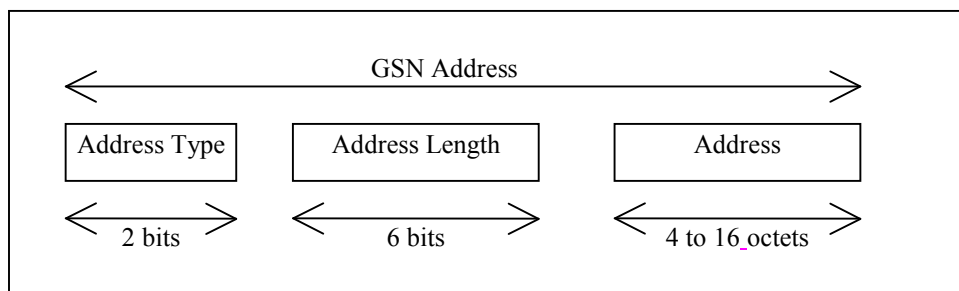 GSN Address
Address Type Address Length Address
2 bits 6 bits 4 to 16 octets